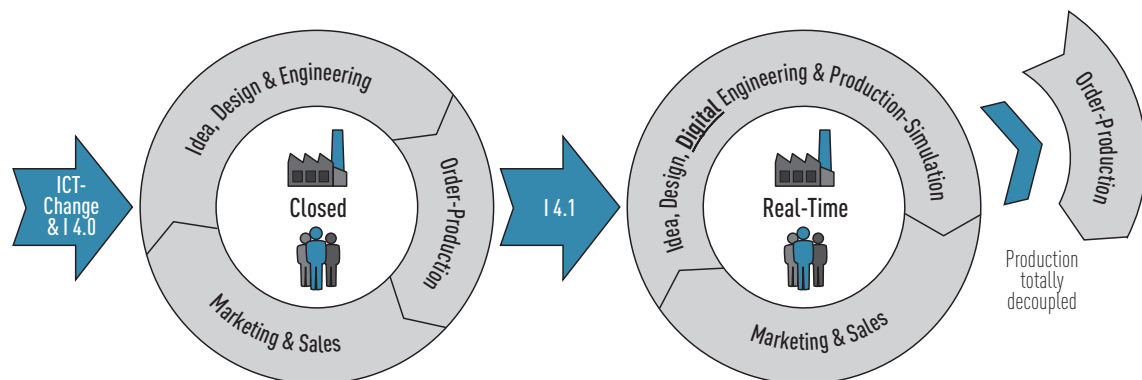 ICT-
Change
& I 4.0
Idea, Design & Engineering
Closed
Order-Production
Marketing & Sales
I 4.1
Idea, Design, Digital Engineering & Production-Simulation
Real-Time
Marketing & Sales
Order-Production
Production
totally
decoupled